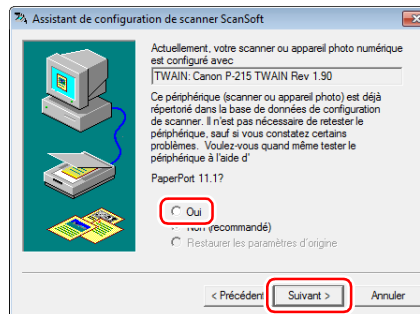 Assistant de configuration de scanner ScanSoft
Actuellement, votre scanner ou appareil photo numérique
est configuré avec
TWAIN: Canon P-215 TWAIN Rev 1.90
Ce périphérique (scanner ou appareil photo) est déjà
répertorié dans la base de données de configuration
de scanner. Il n'est pas nécessaire de retester le
périphérique, sauf si vous constatez certains
problèmes. Voulez-vous quand même tester le
périphérique à l'aide d'
PaperPort 11.1?
Oui
Non (recommandé)
Restaurer les paramètres d'origine
< Précédent
Suivant >
Annuler